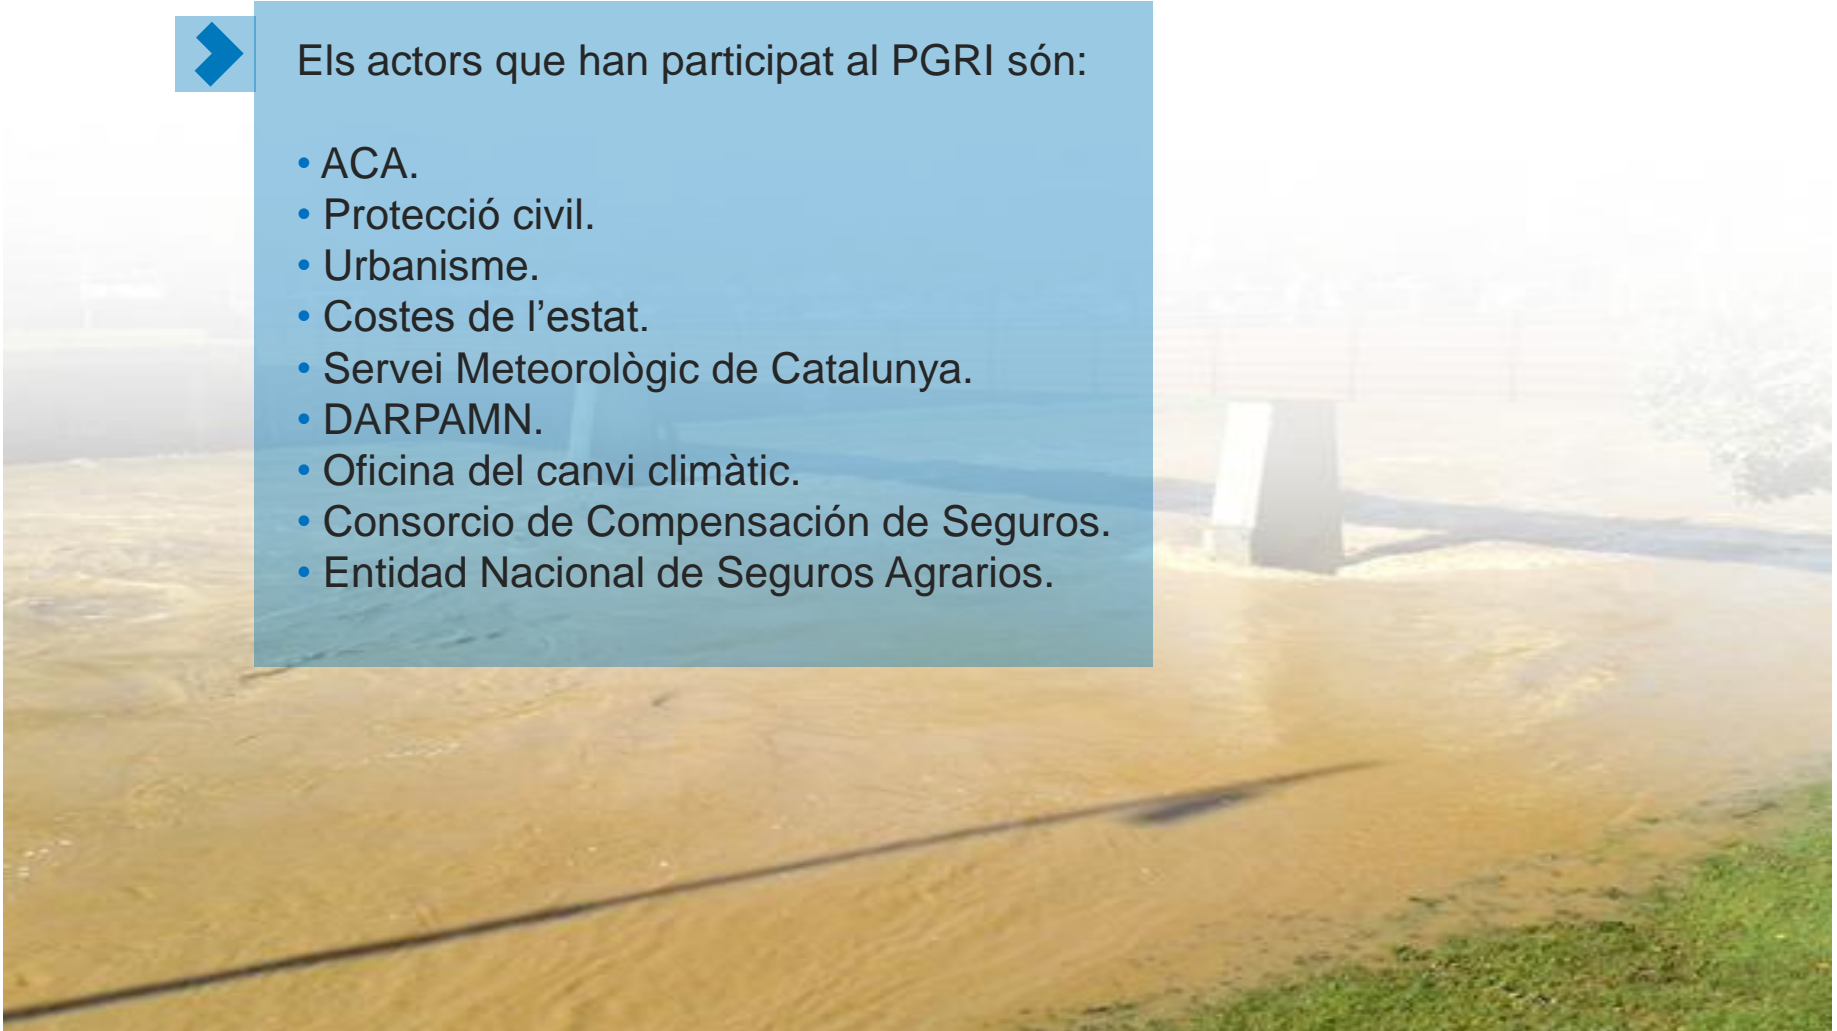 Els actors que han participat al PGRI són:
• ACA.
• Protecció civil.
• Urbanisme.
• Costes de l’estat.
• Servei Meteorològic de Catalunya.
• DARPAMN.
• Oficina del canvi climàtic.
• Consorcio de Compensación de Seguros.
• Entidad Nacional de Seguros Agrarios.